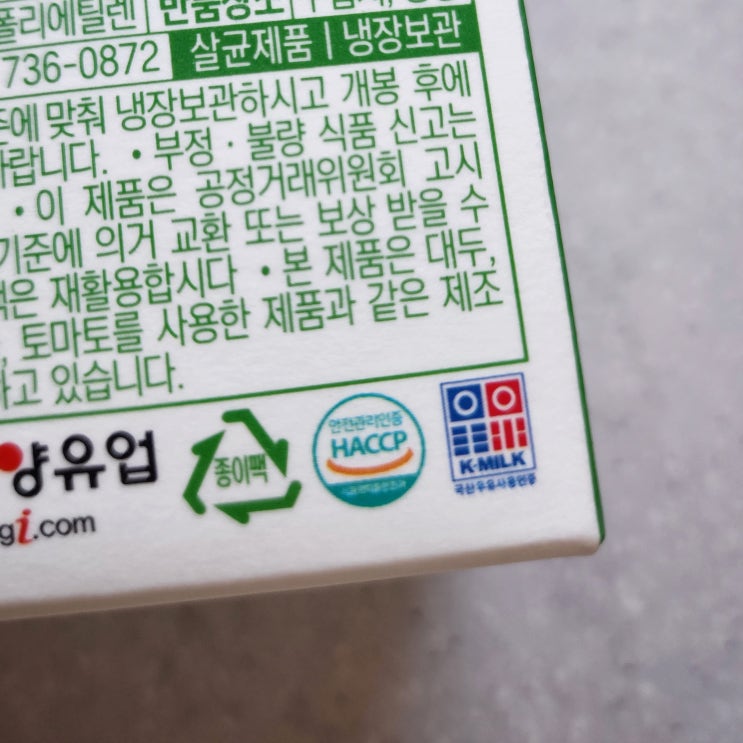 폴리에틸렌 반품장소
736-0872 살균제품 | 냉장보관
맞춰 냉장보관하시고 개봉 후에
바랍니다. • 부정 · 불량 식품 신고는
• 이 제품은 공정거래위원회 고시
기준에 의거 교환 또는 보상 받을 수
재활용합시다 • 본 제품은 대두,
토마토를 사용한 제품과 같은 제조
하고 있습니다.
양유업
gi.com
종이팩
안전관리인증
HACCP
K-MILK
국산우유사용인증